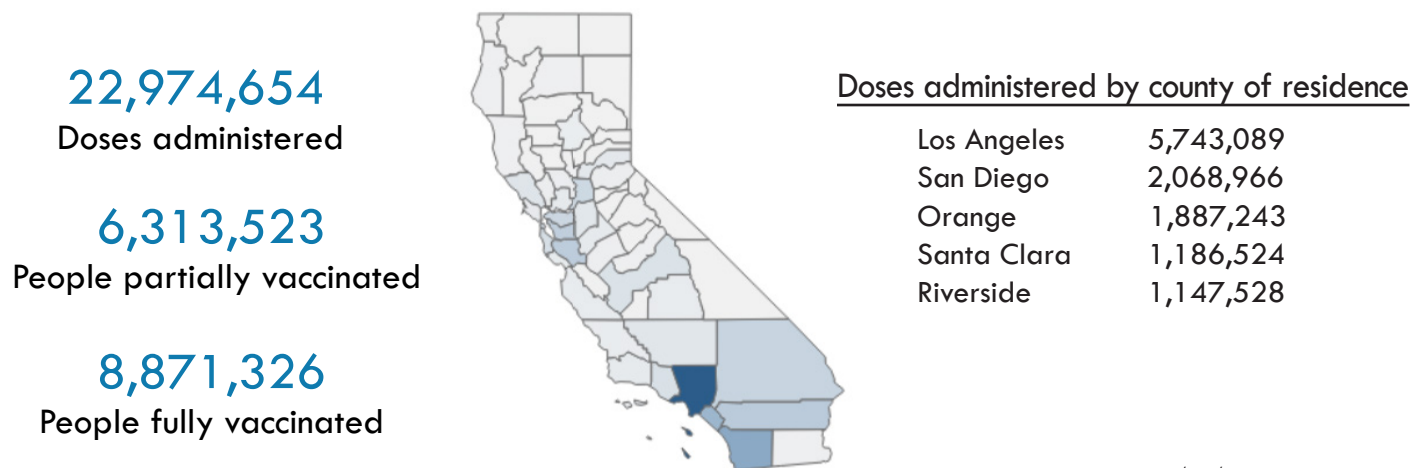 22,974,654
Doses administered
6,313,523
People partially vaccinated
8,871,326
People fully vaccinated
Doses administered by county of residence
Los Angeles 5,743,089
San Diego 2,068,966
Orange 1,887,243
Santa Clara 1,186,524
Riverside 1,147,528